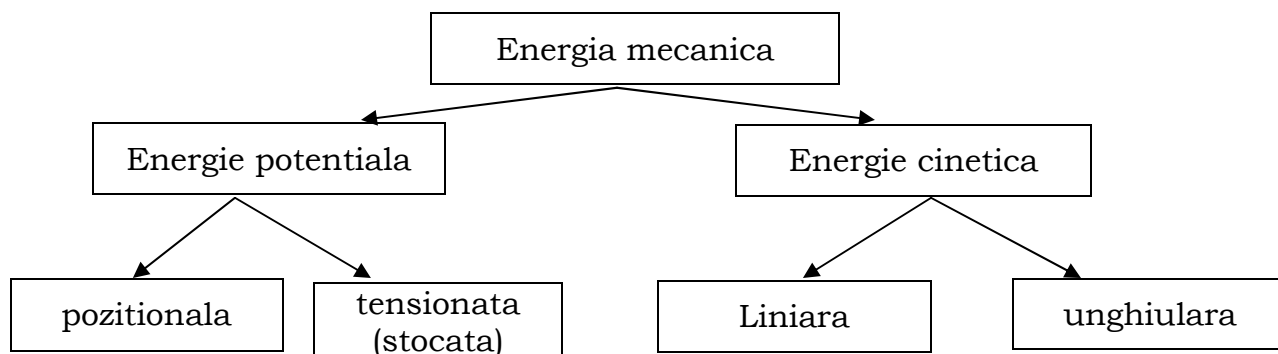 Energia mecanica
Energie potentiala
Energie cinetica
pozitionala
tensionata
(stocata)
Liniara
unghiulara